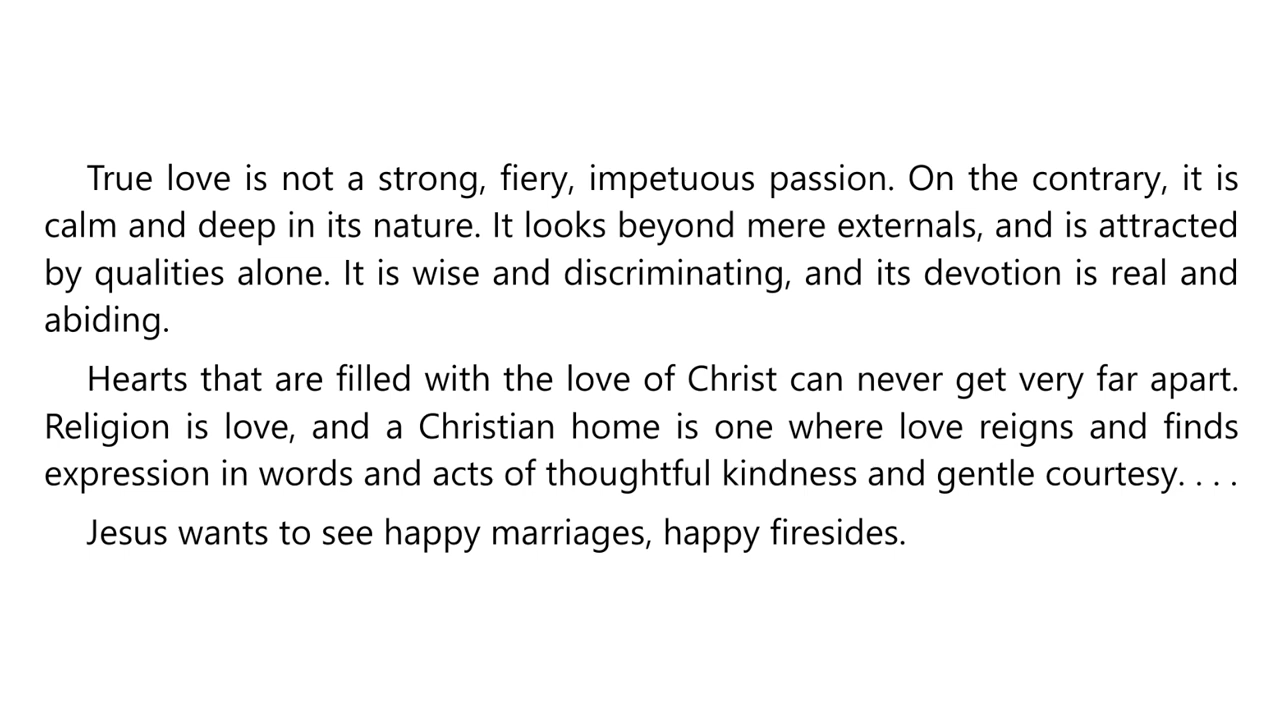 True love is not a strong, fiery, impetuous passion. On the contrary, it is
calm and deep in its nature. It looks beyond mere externals, and is attracted
by qualities alone. It is wise and discriminating, and its devotion is real and
abiding.
Hearts that are filled with the love of Christ can never get very far apart.
Religion is love, and a Christian home is one where love reigns and finds
expression in words and acts of thoughtful kindness and gentle courtesy. . . .
Jesus wants to see happy marriages, happy firesides.